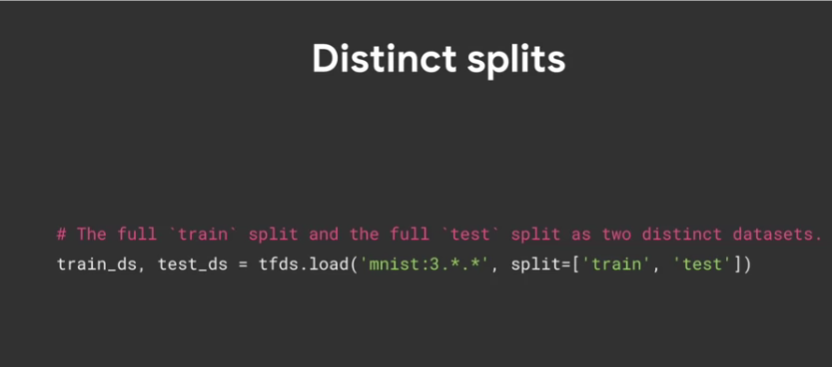 Distinct splits
# The full `train` split and the full `test` split as two distinct datasets.
train_ds, test_ds = tfds.load('mnist:3.*.*', split=['train', 'test'])